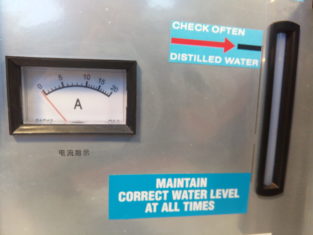 CHECK OFTEN
DISTILLED WATER
0 5 10 15 20
A
电流指示
MAINTAIN
CORRECT WATER LEVEL
AT ALL TIMES